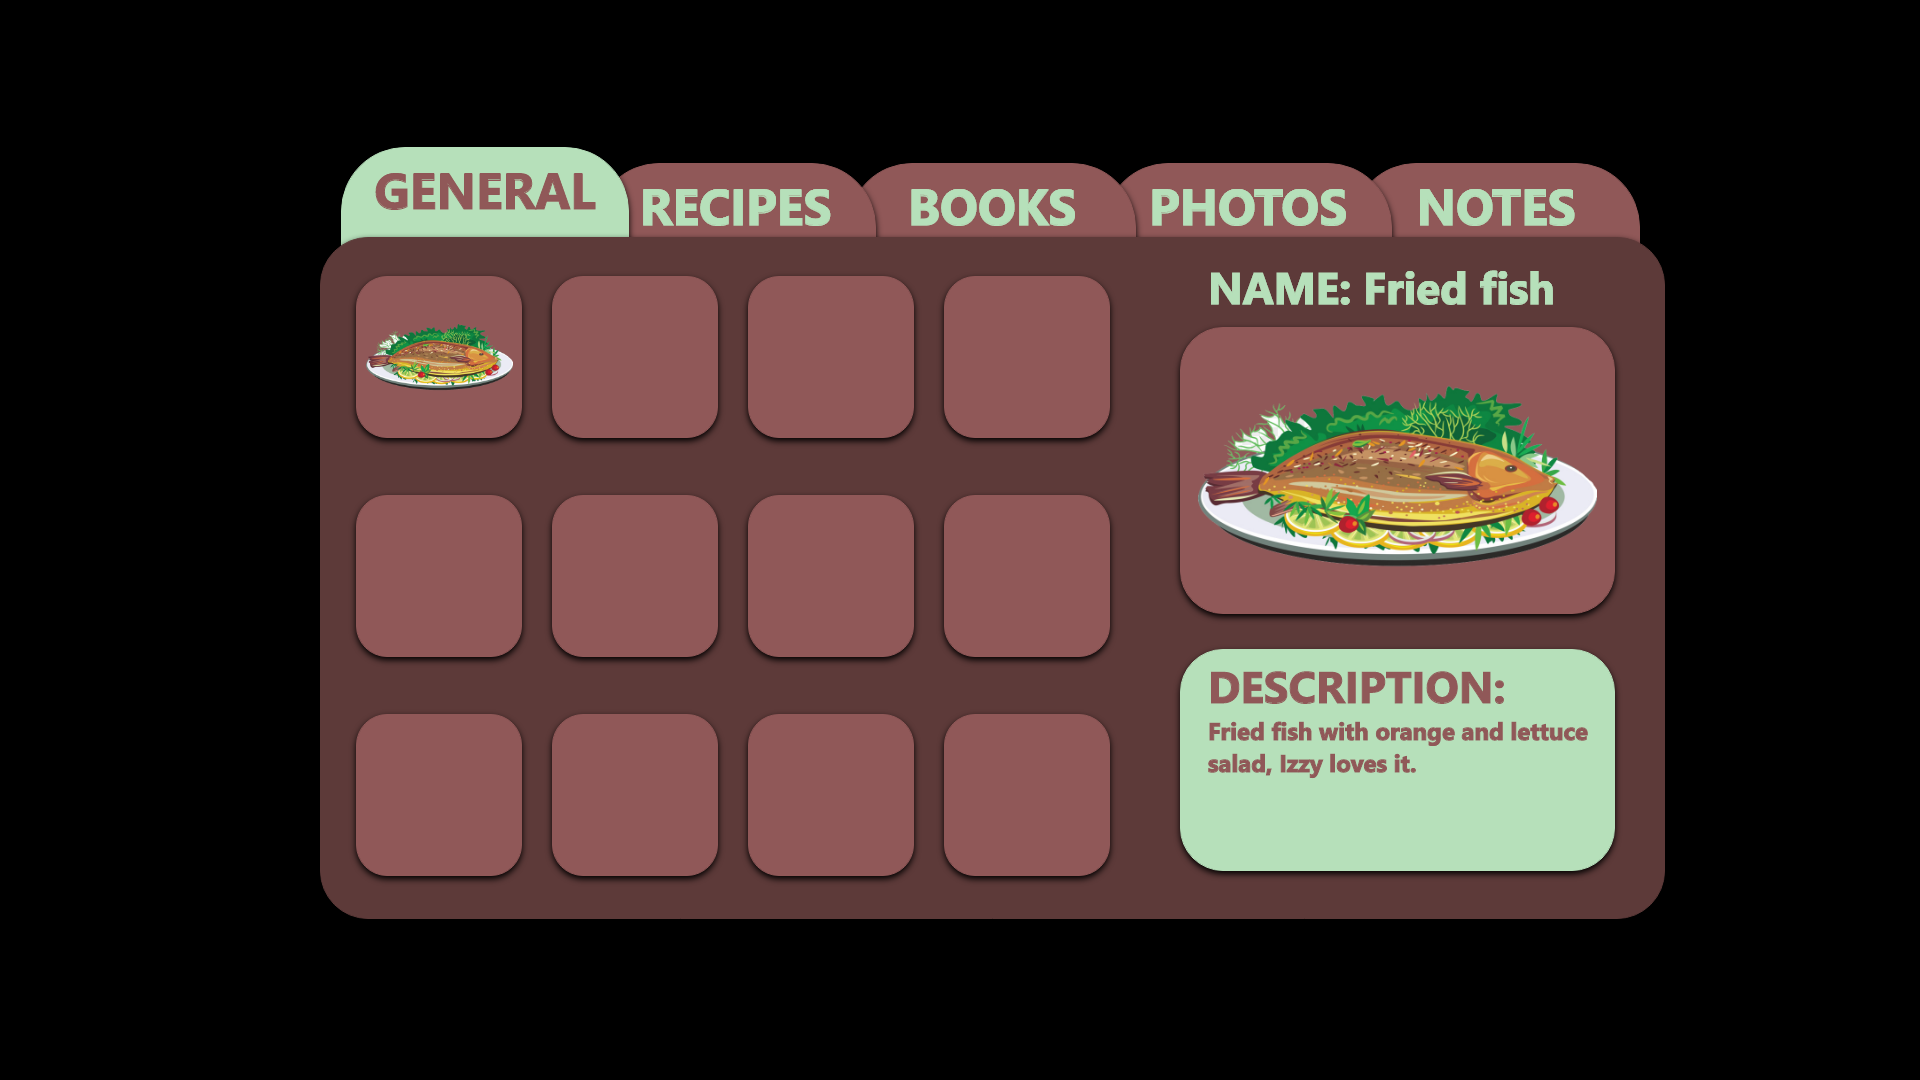 GENERAL
RECIPES
BOOKS
PHOTOS
NOTES
NAME: Fried fish
DESCRIPTION:
Fried fish with orange and lettuce
salad, Izzy loves it.